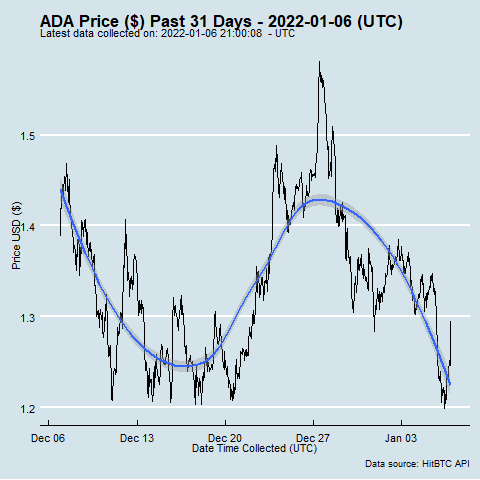 ADA Price ($) Past 31 Days - 2022-01-06 (UTC)
Latest data collected on: 2022-01-06 21:00:08 - UTC
Price USD ($)
1.5
1.4
1.3
1.2
Dec 06 Dec 13 Dec 20 Dec 27 Jan 03
Date Time Collected (UTC)
Data source: HitBTC API